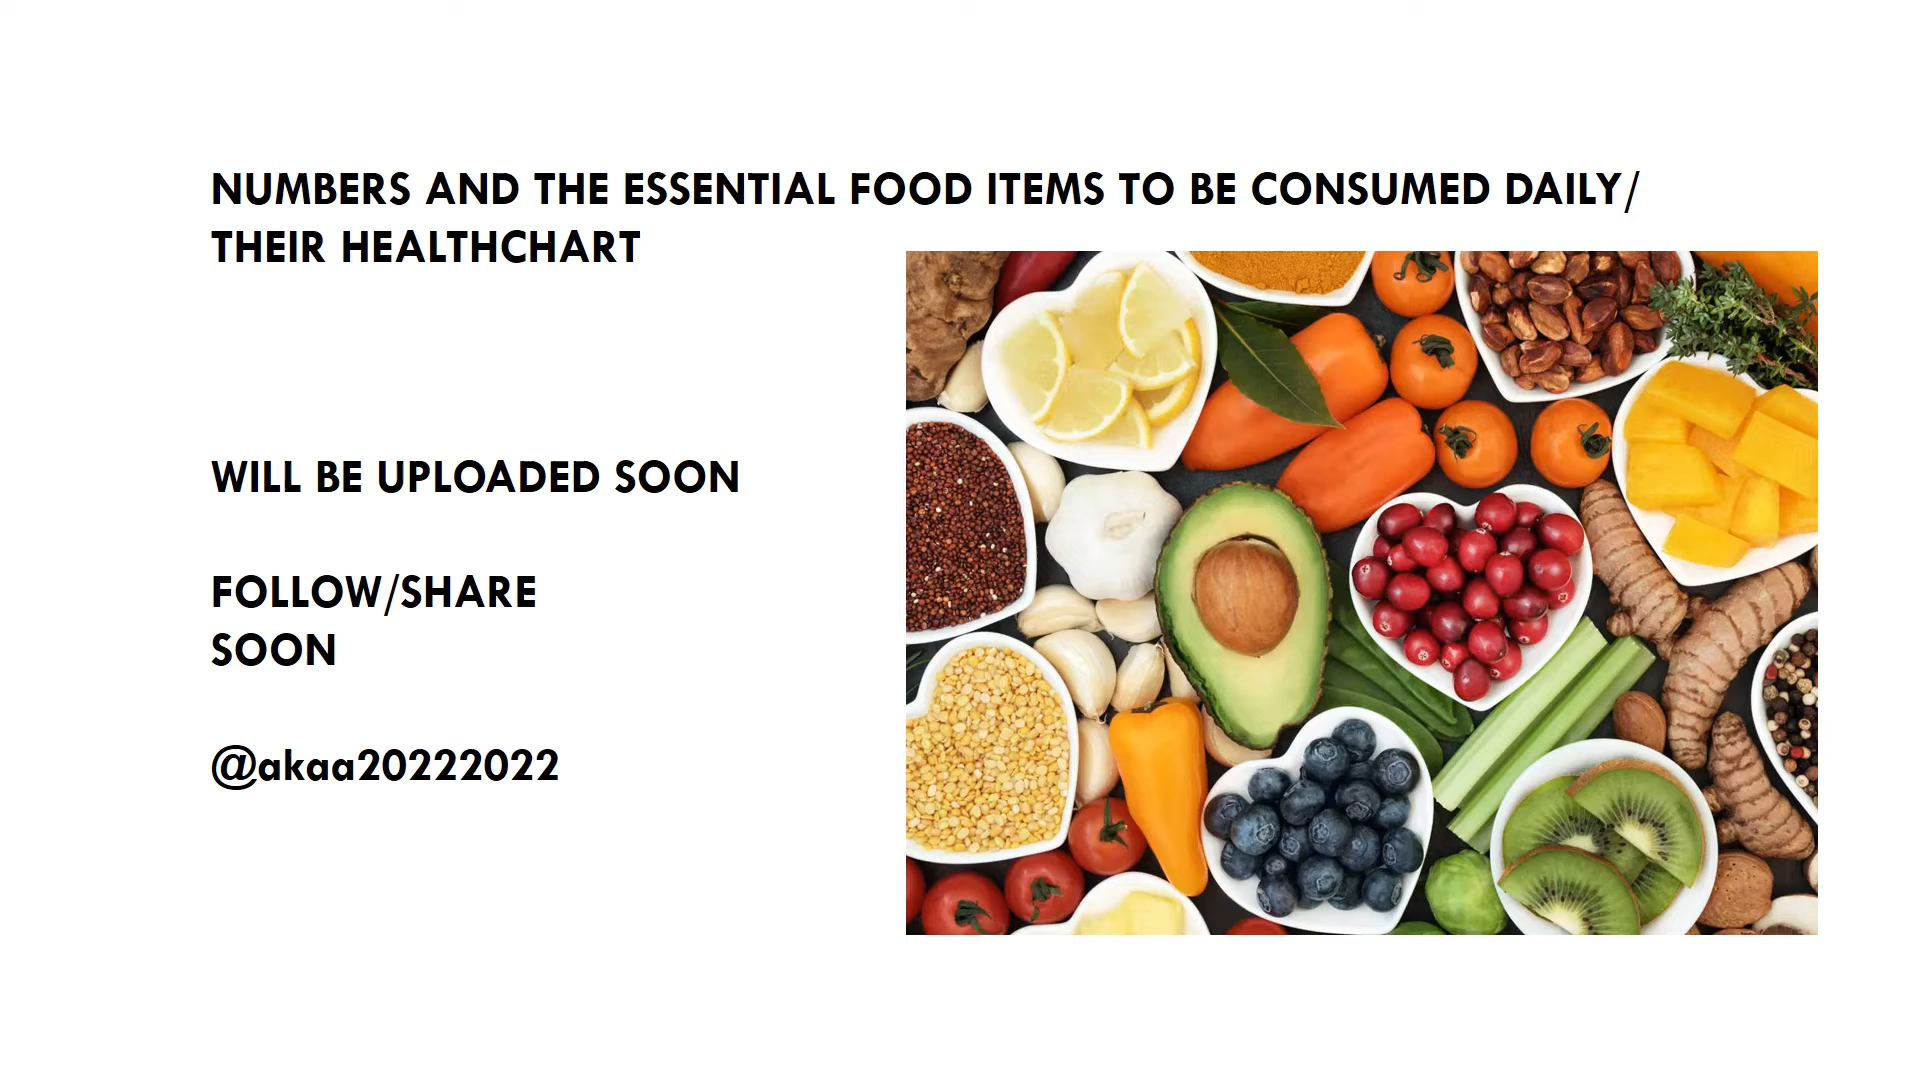 NUMBERS AND THE ESSENTIAL FOOD ITEMS TO BE CONSUMED DAILY/
THEIR HEALTHCHART
WILL BE UPLOADED SOON
FOLLOW/SHARE
SOON
@akaa20222022